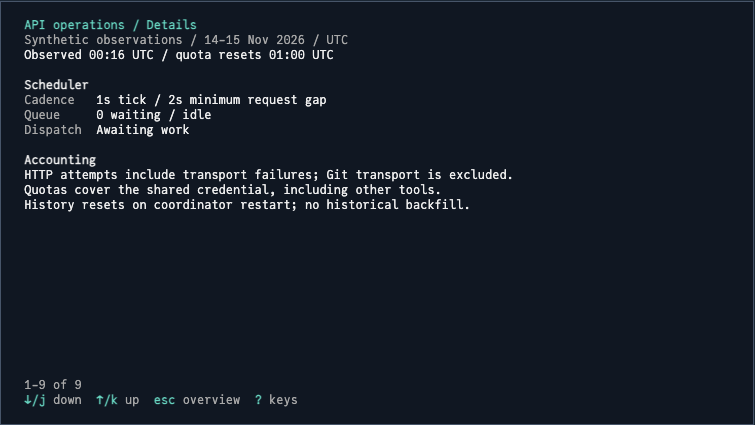 API operations / Details
Synthetic observations / 14–15 Nov 2026 / UTC
Observed 00:16 UTC / quota resets 01:00 UTC
Scheduler
Cadence 1s tick / 2s minimum request gap
Queue 0 waiting / idle
Dispatch Awaiting work
Accounting
HTTP attempts include transport failures; Git transport is excluded.
Quotas cover the shared credential, including other tools.
History resets on coordinator restart; no historical backfill.
1–9 of 9
↓/j down ↑/k up esc overview ? keys